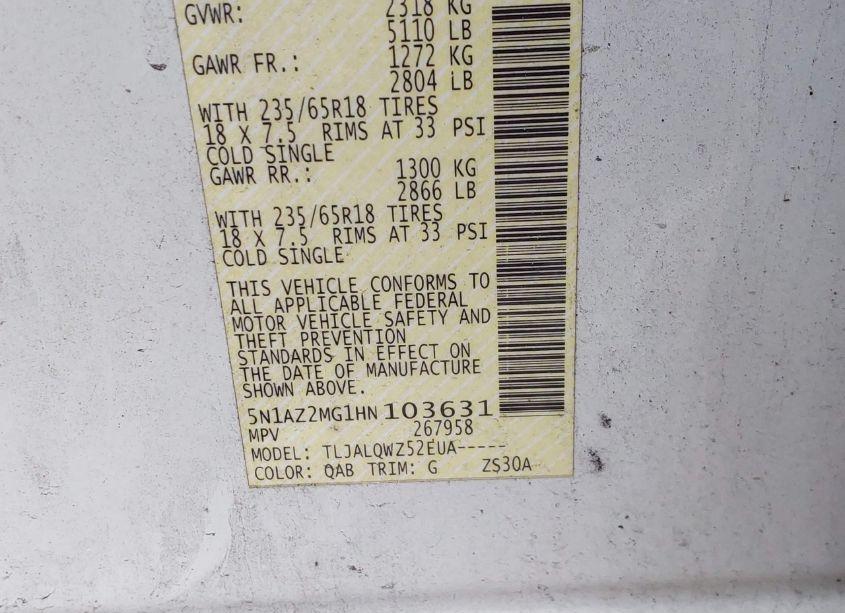 GVWR: 2318 KG
5110 LB
GAWR FR.: 1272 KG
2804 LB
WITH 235/65R18 TIRES
18 X 7.5 RIMS AT 33 PSI
COLD SINGLE
GAWR RR.: 1300 KG
2866 LB
WITH 235/65R18 TIRES
18 X 7.5 RIMS AT 33 PSI
COLD SINGLE
THIS VEHICLE CONFORMS TO
ALL APPLICABLE FEDERAL
MOTOR VEHICLE SAFETY AND
THEFT PREVENTION
STANDARDS IN EFFECT ON
THE DATE OF MANUFACTURE
SHOWN ABOVE.
5N1AZ2MG1HN103631
MPV 267958
MODEL: TLJALQWZ52EUA-----
COLOR: QAB TRIM: G ZS30A